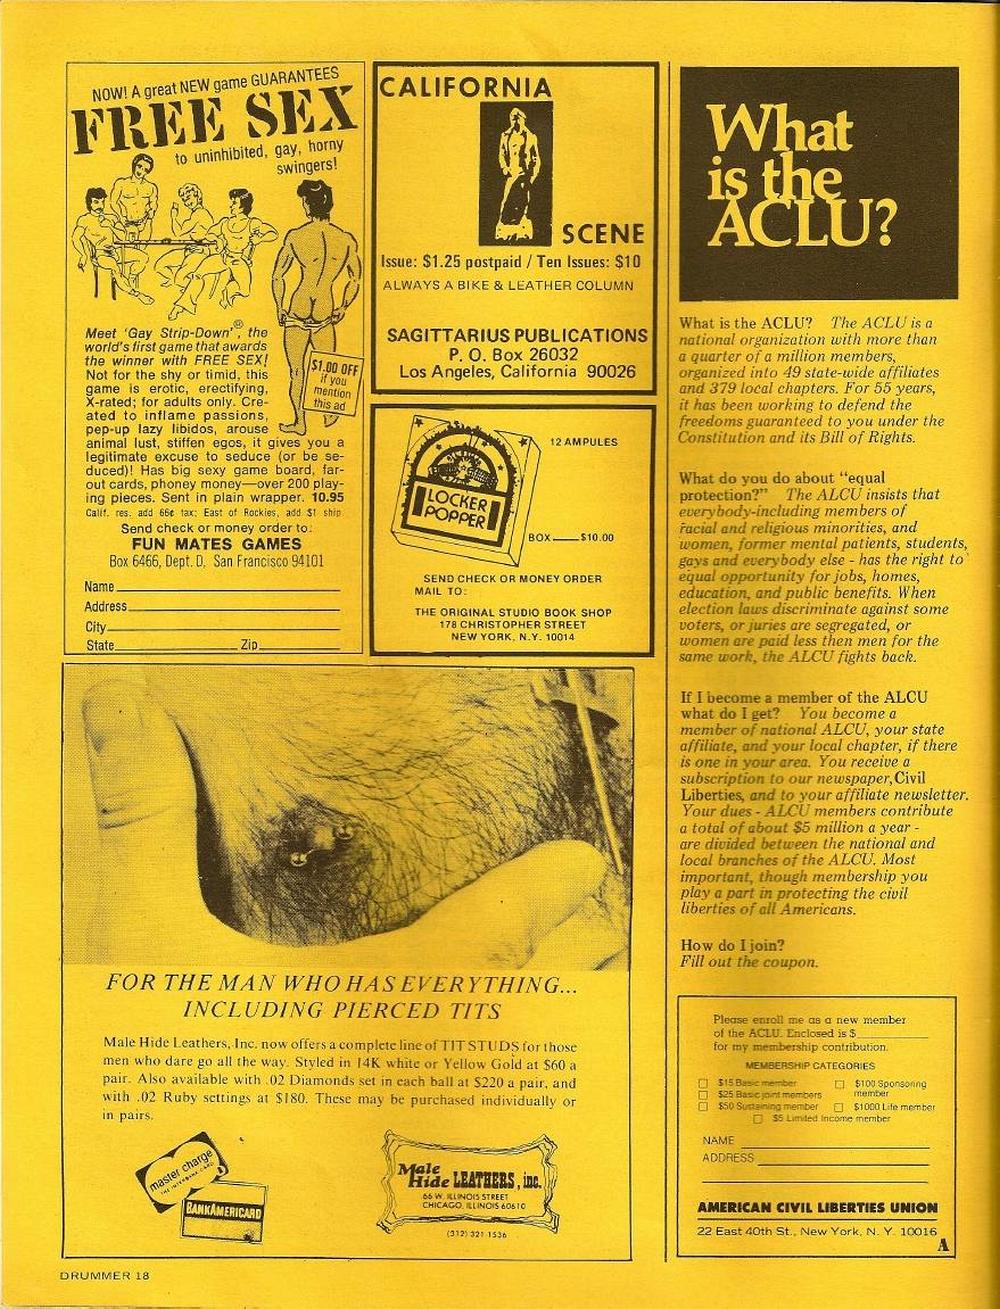 NOW! A great NEW game GUARANTEES
FREE SEX
to uninhibited, gay, horny
swingers!
Meet 'Gay Strip-Down'®, the
world's first game that awards
the winner with FREE SEX!
Not for the shy or timid, this
game is erotic, erectifying,
X-rated; for adults only. Cre-
ated to inflame passions,
pep-up lazy libidos, arouse
animal lust, stiffen egos, it gives you a
legitimate excuse to seduce (or be se-
duced)! Has big sexy game board, far-
out cards, phoney money—over 200 play-
ing pieces. Sent in plain wrapper. 10.95
Calif. res. add 66¢ tax; East of Rockies, add $1 ship.
$1.00 OFF
if you
mention
this ad
Send check or money order to:
FUN MATES GAMES
Box 6466, Dept. D, San Francisco 94101
Name
Address
City
State Zip
CALIFORNIA
SCENE
Issue: $1.25 postpaid / Ten Issues: $10
ALWAYS A BIKE & LEATHER COLUMN
SAGITTARIUS PUBLICATIONS
P. O. Box 26032
Los Angeles, California 90026
LOCKER
POPPER
12 AMPULES
BOX $10.00
SEND CHECK OR MONEY ORDER
MAIL TO:
THE ORIGINAL STUDIO BOOK SHOP
178 CHRISTOPHER STREET
NEW YORK, N.Y. 10014
FOR THE MAN WHO HAS EVERYTHING...
INCLUDING PIERCED TITS
Male Hide Leathers, Inc. now offers a complete line of TIT STUDS for those
men who dare go all the way. Styled in 14K white or Yellow Gold at $60 a
pair. Also available with .02 Diamonds set in each ball at $220 a pair, and
with .02 Ruby settings at $180. These may be purchased individually or
in pairs.
master charge
THE INTERBANK CARD
BANKAMERICARD
Male
Hide LEATHERS, inc.
66 W. ILLINOIS STREET
CHICAGO, ILLINOIS 60610
(312) 321 1536
What
is the
ACLU?
What is the ACLU? The ACLU is a
national organization with more than
a quarter of a million members,
organized into 49 state-wide affiliates
and 379 local chapters. For 55 years,
it has been working to defend the
freedoms guaranteed to you under the
Constitution and its Bill of Rights.
What do you do about "equal
protection?" The ALCU insists that
everybody-including members of
racial and religious minorities, and
women, former mental patients, students,
gays and everybody else - has the right to
equal opportunity for jobs, homes,
education, and public benefits. When
election laws discriminate against some
voters, or juries are segregated, or
women are paid less then men for the
same work, the ALCU fights back.
If I become a member of the ALCU
what do I get? You become a
member of national ALCU, your state
affiliate, and your local chapter, if there
is one in your area. You receive a
subscription to our newspaper, Civil
Liberties, and to your affiliate newsletter.
Your dues - ALCU members contribute
a total of about $5 million a year -
are divided between the national and
local branches of the ALCU. Most
important, though membership you
play a part in protecting the civil
liberties of all Americans.
How do I join?
Fill out the coupon.
Please enroll me as a new member
of the ACLU. Enclosed is $
for my membership contribution.
MEMBERSHIP CATEGORIES
$15 Basic member
$25 Basic joint members
$50 Sustaining member
$100 Sponsoring
member
$1000 Life member
$5 Limited Income member
NAME
ADDRESS
AMERICAN CIVIL LIBERTIES UNION
22 East 40th St., New York, N. Y. 10016
A
DRUMMER 18